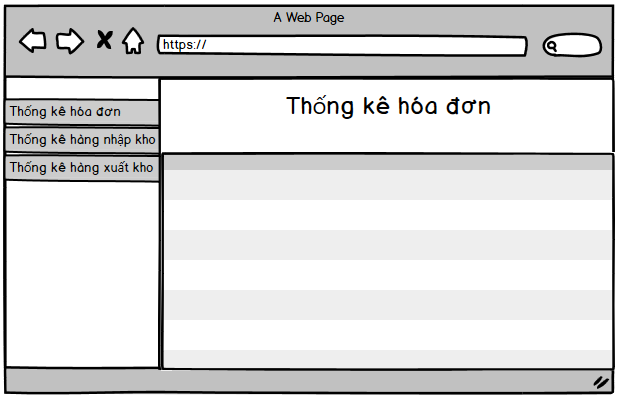 A Web Page
https://
Thống kê hóa đơn
Thống kê hàng nhập kho
Thống kê hàng xuất kho
Thống kê hóa đơn